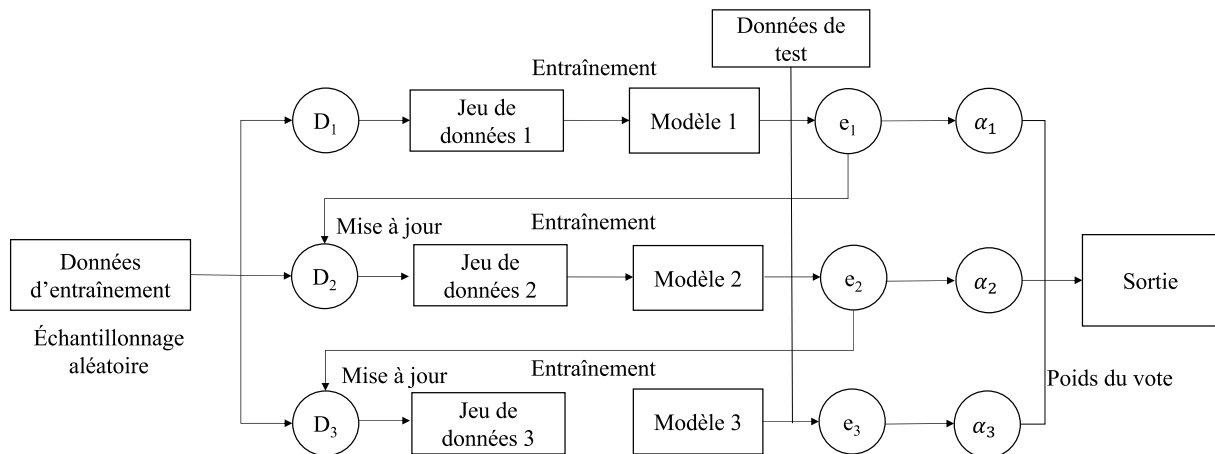 Données de
test
Entraînement
D₁
Jeu de
données 1
Modèle 1
e₁
α₁
Mise à jour
Entraînement
Données
d’entraînement
D₂
Jeu de
données 2
Modèle 2
e₂
α₂
Sortie
Échantillonnage
aléatoire
Mise à jour
Entraînement
Poids du vote
D₃
Jeu de
données 3
Modèle 3
e₃
α₃